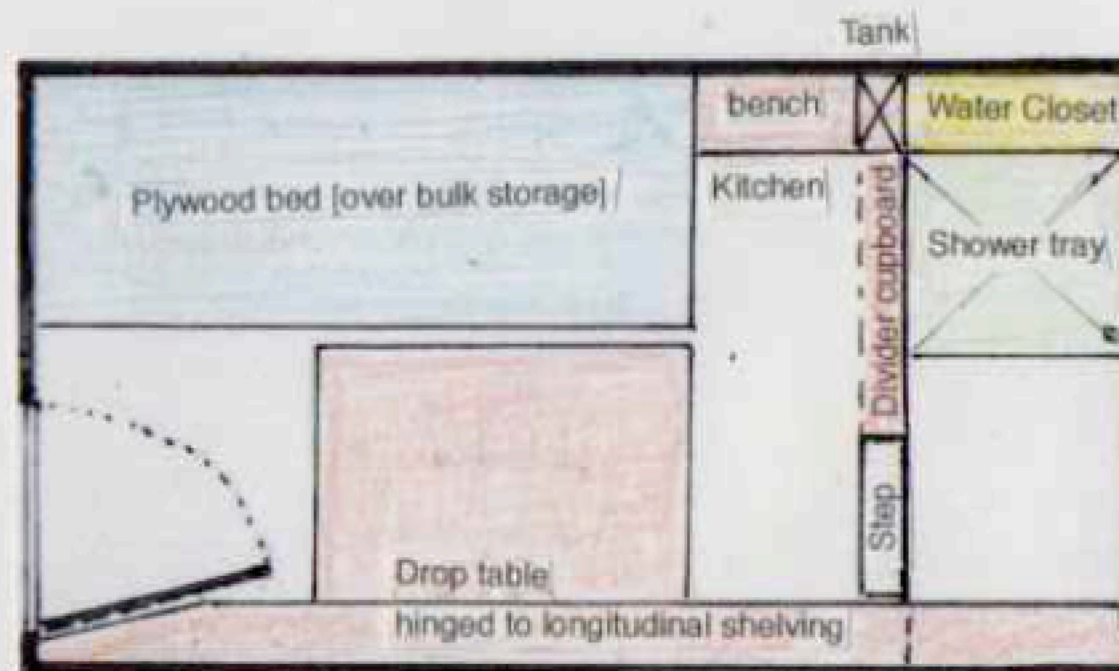 Tank
bench
Water Closet
Plywood bed [over bulk storage]
Kitchen
Divider cupboard
Shower tray
Step
Drop table
hinged to longitudinal shelving